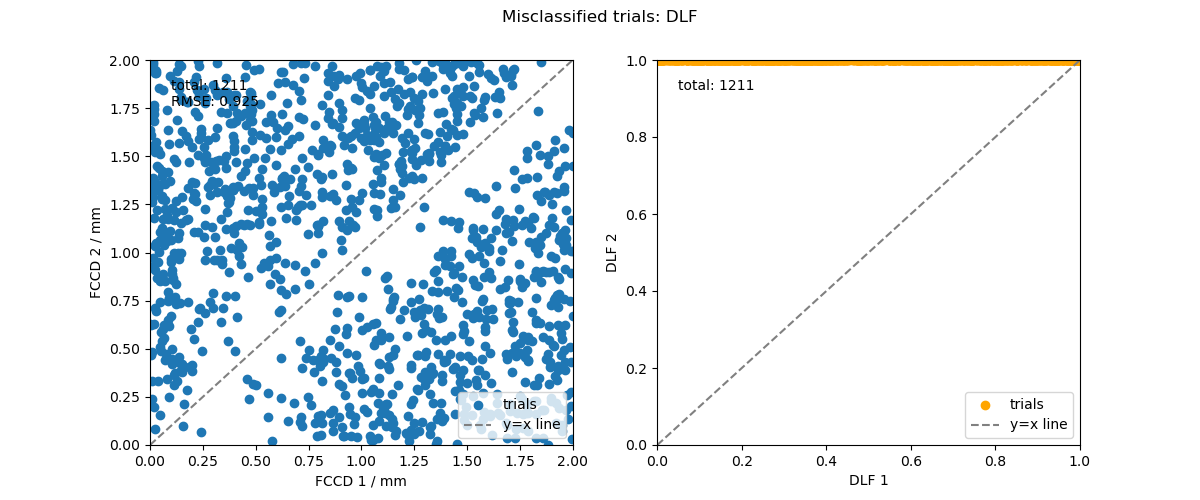 Misclassified trials: DLF
total: 1211
RMSE: 0.925
2.00
1.75
1.50
1.25
1.00
0.75
0.50
0.25
0.00
FCCD 2 / mm
trials
y=x line
0.00 0.25 0.50 0.75 1.00 1.25 1.50 1.75 2.00
FCCD 1 / mm
total: 1211
1.0
0.8
0.6
0.4
0.2
0.0
DLF 2
trials
y=x line
0.0 0.2 0.4 0.6 0.8 1.0
DLF 1